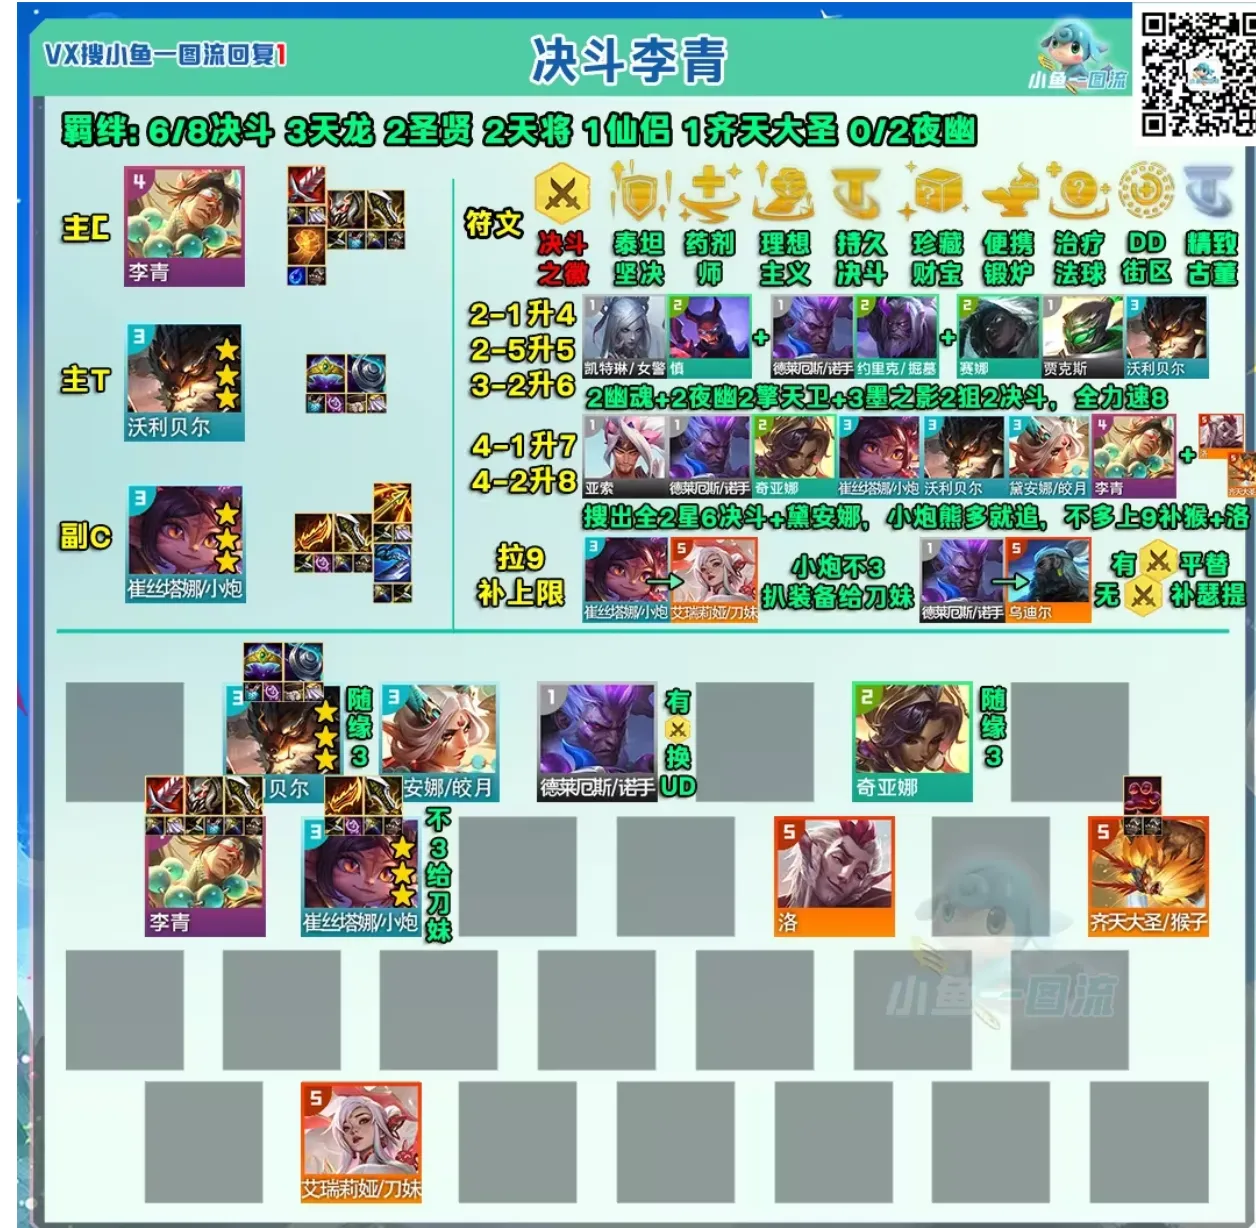 VX搜小鱼一图流回复1
决斗李青
小鱼一图流
羁绊: 6/8决斗 3天龙 2圣贤 2天将 1仙侣 1齐天大圣 0/2夜幽
主C
4
李青
主T
3
沃利贝尔
副C
3
崔丝塔娜/小炮
符文
决斗之徽
泰坦坚决
药剂师
理想主义
持久决斗
珍藏财宝
便携锻炉
治疗法球
DD街区
精致古董
2-1升4
2-5升5
3-2升6
1
凯特琳/女警
2
慎
+
1
德莱厄斯/诺手
2
约里克/掘墓
+
2
赛娜
1
贾克斯
3
沃利贝尔
2幽魂+2夜幽2擎天卫+3墨之影2狙2决斗，全力速8
4-1升7
4-2升8
1
亚索
1
德莱厄斯/诺手
2
奇亚娜
3
崔丝塔娜/小炮
3
沃利贝尔
3
黛安娜/皎月
4
李青
+
5
洛
5
齐天大圣
搜出全2星6决斗+黛安娜，小炮熊多就追，不多上9补猴+洛
拉9
补上限
3
崔丝塔娜/小炮
5
艾瑞莉娅/刀妹
小炮不3
扒装备给刀妹
1
德莱厄斯/诺手
5
乌迪尔
有 平替
无 补瑟提
3
贝尔
随缘3
3
安娜/皎月
1
德莱厄斯/诺手
有
换
UD
2
奇亚娜
随缘3
李青
3
崔丝塔娜/小炮
不3给刀妹
5
洛
5
齐天大圣/猴子
小鱼一图流
5
艾瑞莉娅/刀妹